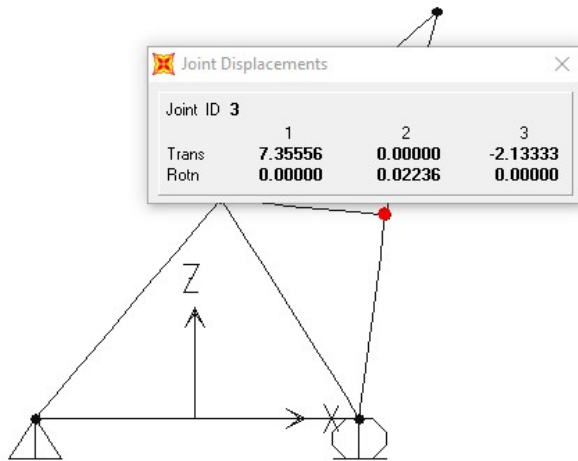 Joint Displacements
Joint ID 3
1 2 3
Trans 7.35556 0.00000 -2.13333
Rotn 0.00000 0.02236 0.00000
Z
X